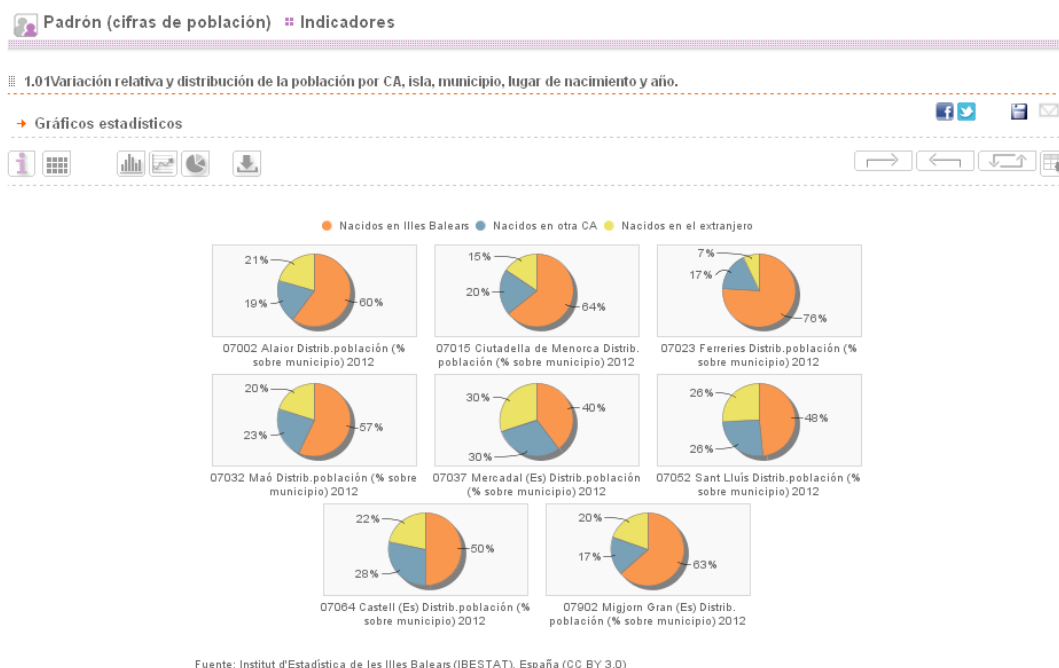 Padrón (cifras de población) Indicadores
1.01Variación relativa y distribución de la población por CA, isla, municipio, lugar de nacimiento y año.
Gráficos estadísticos
Nacidos en Illes Balears Nacidos en otra CA Nacidos en el extranjero
21%
19%
60%
07002 Alaior Distrib.población (%
sobre municipio) 2012
15%
20%
64%
07015 Ciutadella de Menorca Distrib.
población (% sobre municipio) 2012
7%
17%
76%
07023 Ferreries Distrib.población (%
sobre municipio) 2012
20%
23%
57%
07032 Maó Distrib.población (% sobre
municipio) 2012
30%
30%
40%
07037 Mercadal (Es) Distrib.población
(% sobre municipio) 2012
26%
26%
48%
07052 Sant Lluís Distrib.población (%
sobre municipio) 2012
22%
28%
50%
07064 Castell (Es) Distrib.población (%
sobre municipio) 2012
20%
17%
63%
07902 Migjorn Gran (Es) Distrib.
población (% sobre municipio) 2012
Fuente: Institut d'Estadística de les Illes Balears (IBESTAT), España (CC BY 3.0)